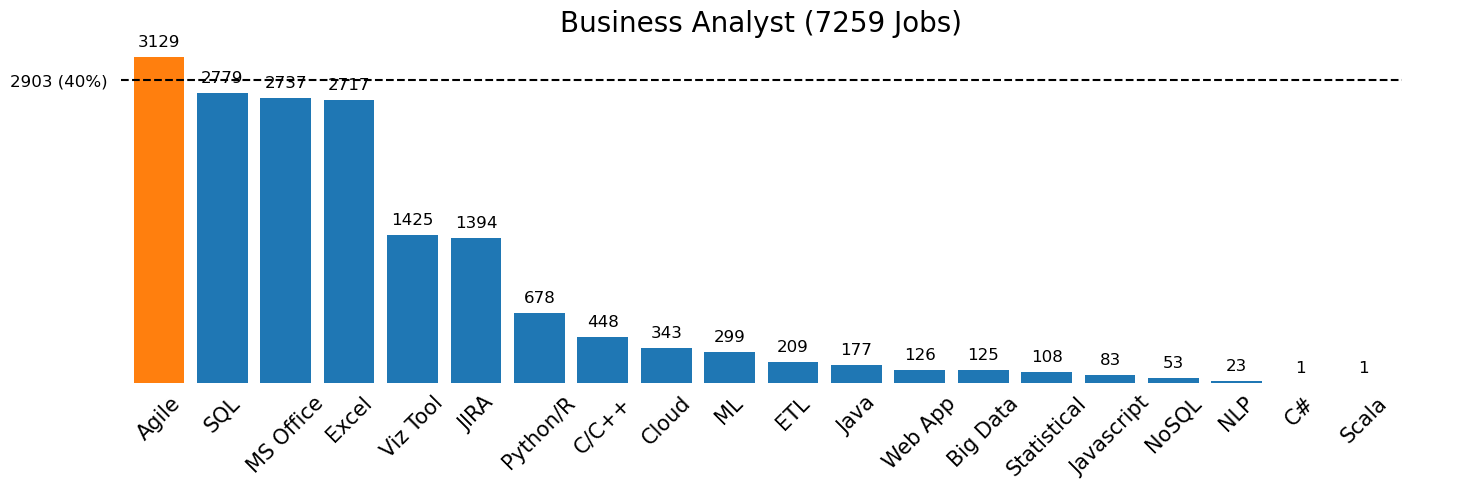 Business Analyst (7259 Jobs)
3129
2903 (40%)
2779
2737
2717
1425
1394
678
448
343
299
209
177
126
125
108
83
53
23
1
1
Agile
SQL
MS Office
Excel
Viz Tool
JIRA
Python/R
C/C++
Cloud
ML
ETL
Java
Web App
Big Data
Statistical
Javascript
NoSQL
NLP
C#
Scala